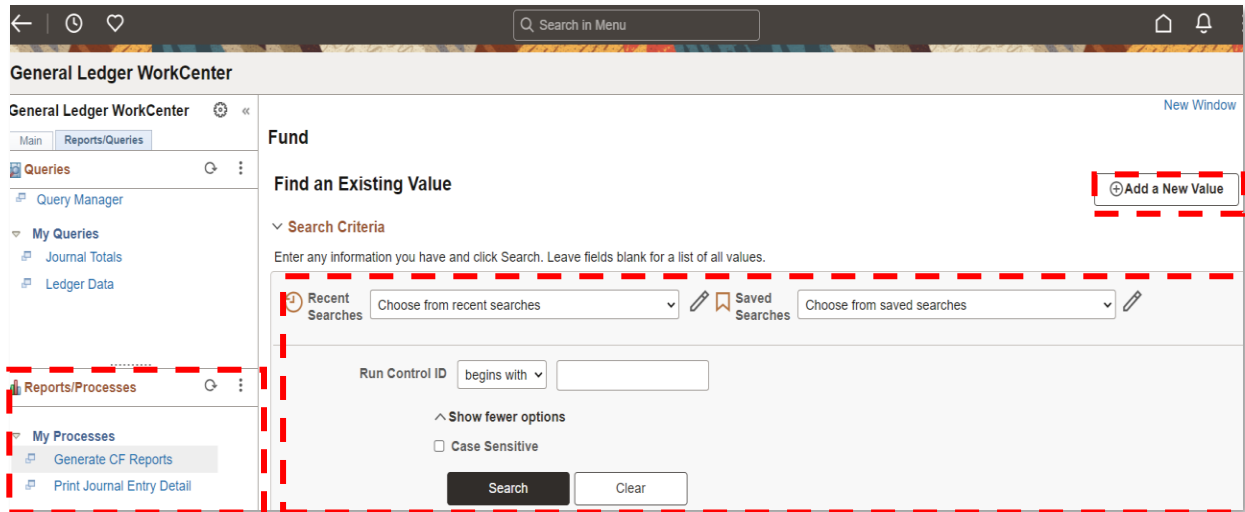 Search in Menu
General Ledger WorkCenter
General Ledger WorkCenter
Main Reports/Queries
Queries
Query Manager
My Queries
Journal Totals
Ledger Data
Reports/Processes
My Processes
Generate CF Reports
Print Journal Entry Detail
New Window
Fund
Find an Existing Value
Add a New Value
Search Criteria
Enter any information you have and click Search. Leave fields blank for a list of all values.
Recent Searches
Choose from recent searches
Saved Searches
Choose from saved searches
Run Control ID begins with
Show fewer options
Case Sensitive
Search Clear